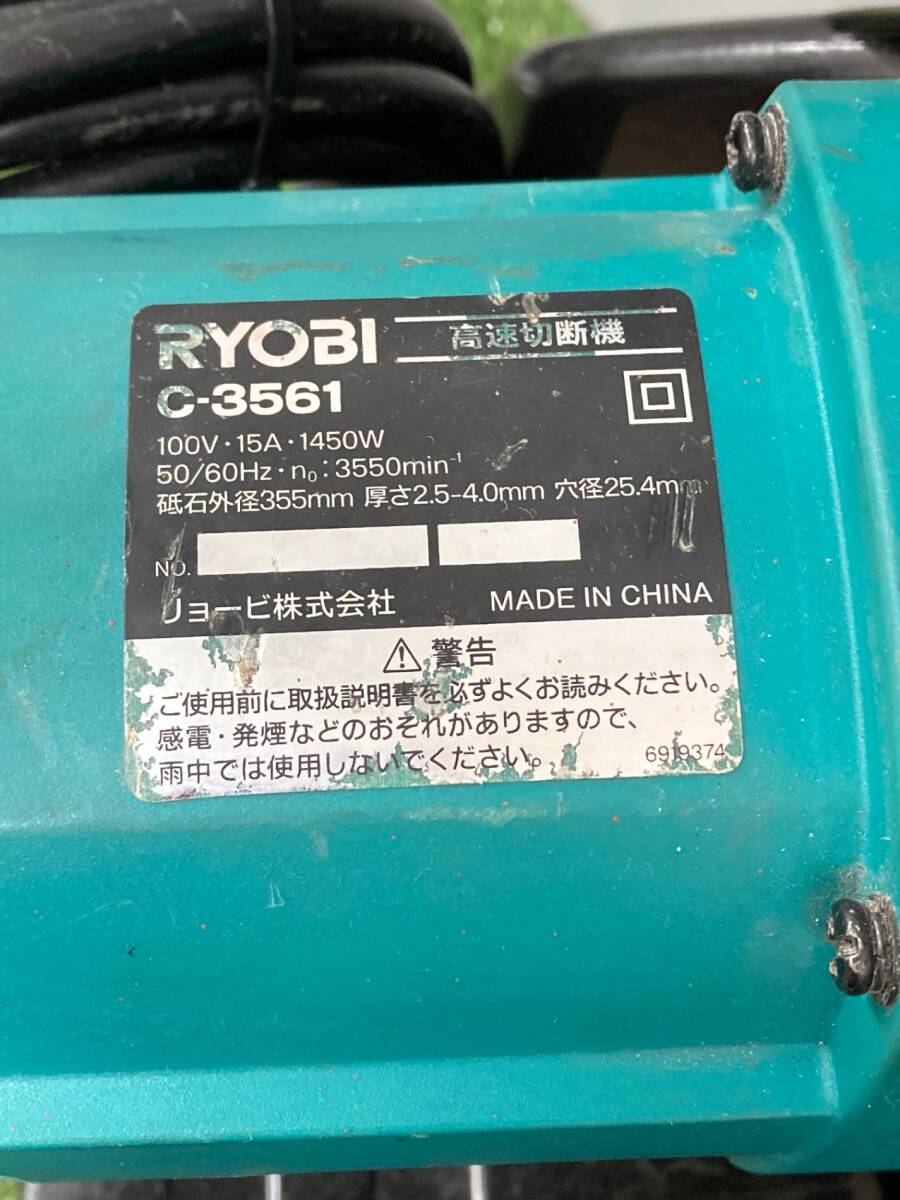 RYOBI 高速切断機
C-3561
100V・15A・1450W
50/60Hz・n₀:3550min⁻¹
砥石外径355mm 厚さ2.5-4.0mm 穴径25.4mm
NO.
リョービ株式会社 MADE IN CHINA
⚠ 警告
ご使用前に取扱説明書を必ずよくお読みください。
感電・発煙などのおそれがありますので、
雨中では使用しないでください。
6919374